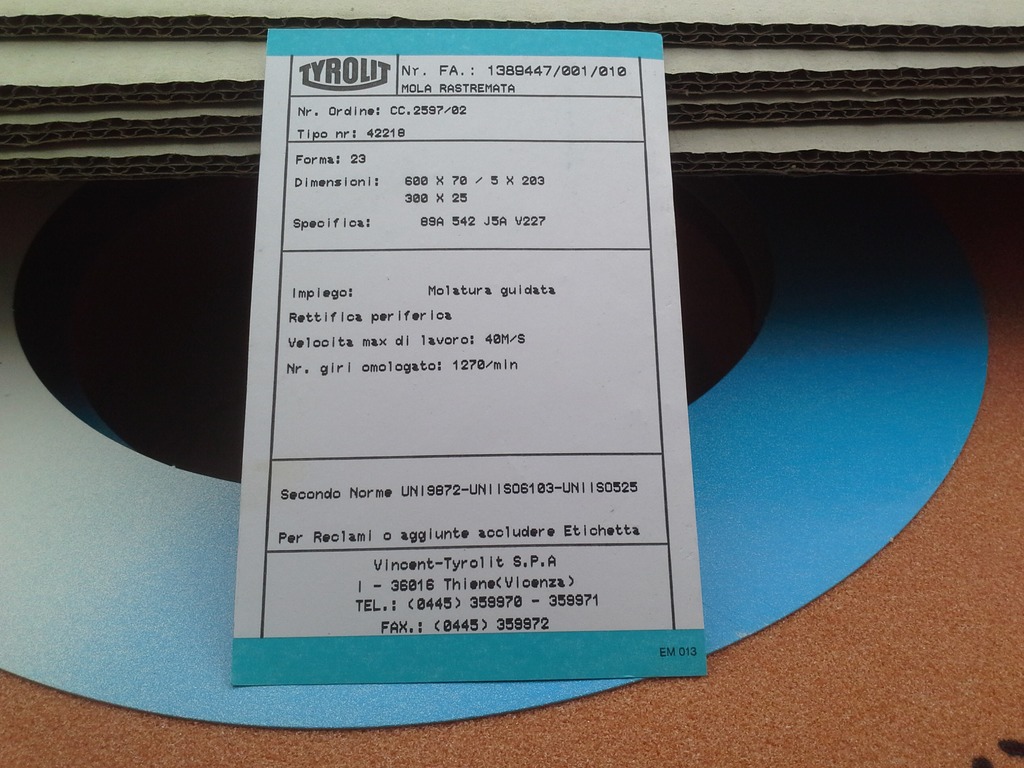 TYROLIT
Nr. FA.: 1389447/001/010
MOLA RASTREMATA
Nr. Ordine: CC.2597/02
Tipo nr: 42218
Forma: 23
Dimensioni: 600 X 70 / 5 X 203
300 X 25
Specifica: 89A 542 J5A V227
Impiego: Molatura guidata
Rettifica periferica
Velocita max di lavoro: 40M/S
Nr. giri omologato: 1270/min
Secondo Norme UNI9872-UNIISO6103-UNIISO525
Per Reclami o aggiunte accludere Etichetta
Vincent-Tyrolit S.P.A
I - 36016 Thiene(Vicenza)
TEL.: (0445) 359970 - 359971
FAX.: (0445) 359972
EM 013